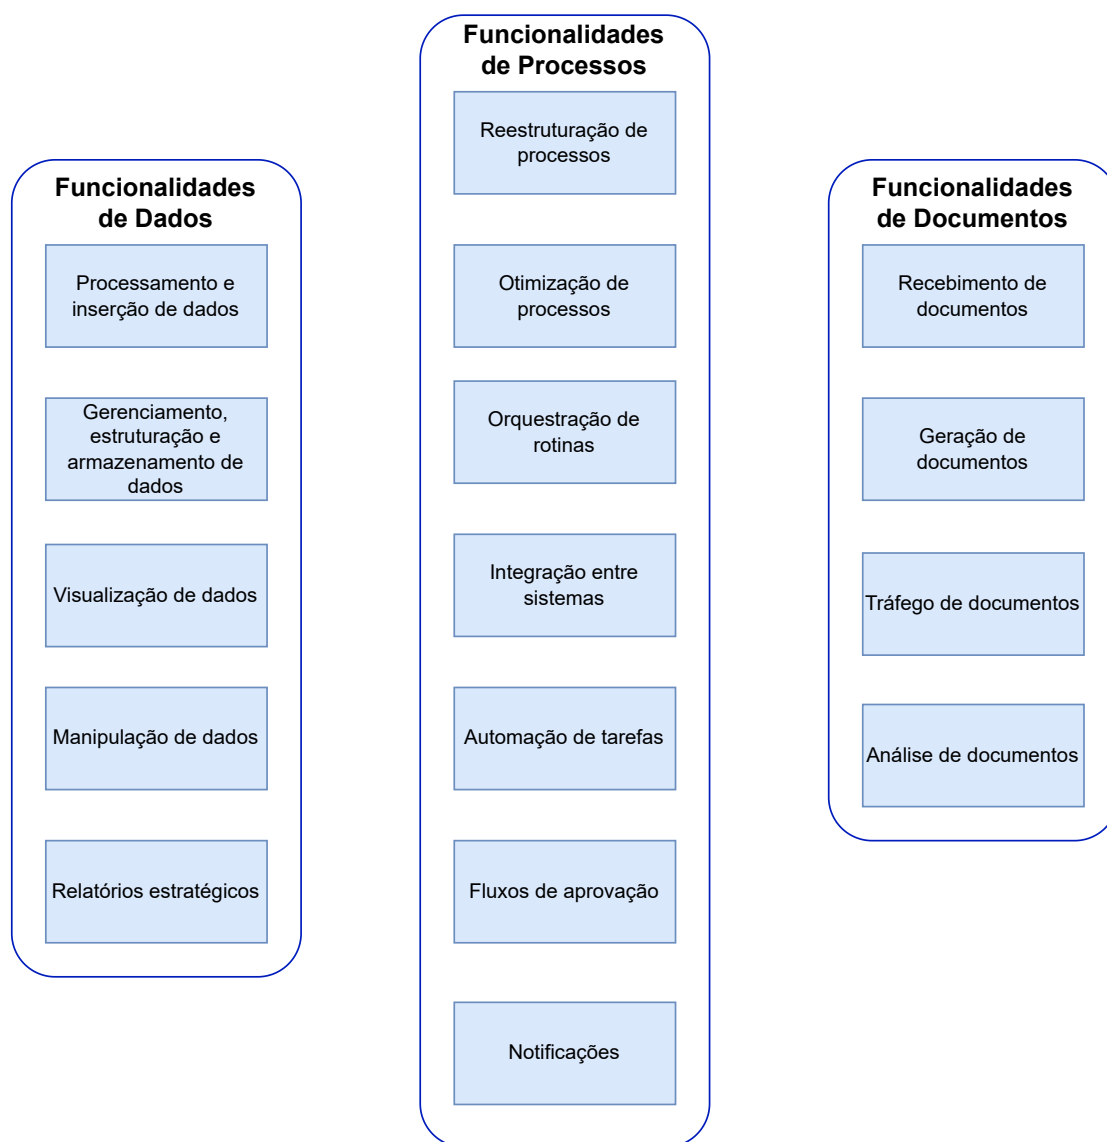 Funcionalidades
de Dados
Processamento e
inserção de dados
Gerenciamento,
estruturação e
armazenamento de
dados
Visualização de dados
Manipulação de dados
Relatórios estratégicos
Funcionalidades
de Processos
Reestruturação de
processos
Otimização de
processos
Orquestração de
rotinas
Integração entre
sistemas
Automação de tarefas
Fluxos de aprovação
Notificações
Funcionalidades
de Documentos
Recebimento de
documentos
Geração de
documentos
Tráfego de documentos
Análise de documentos